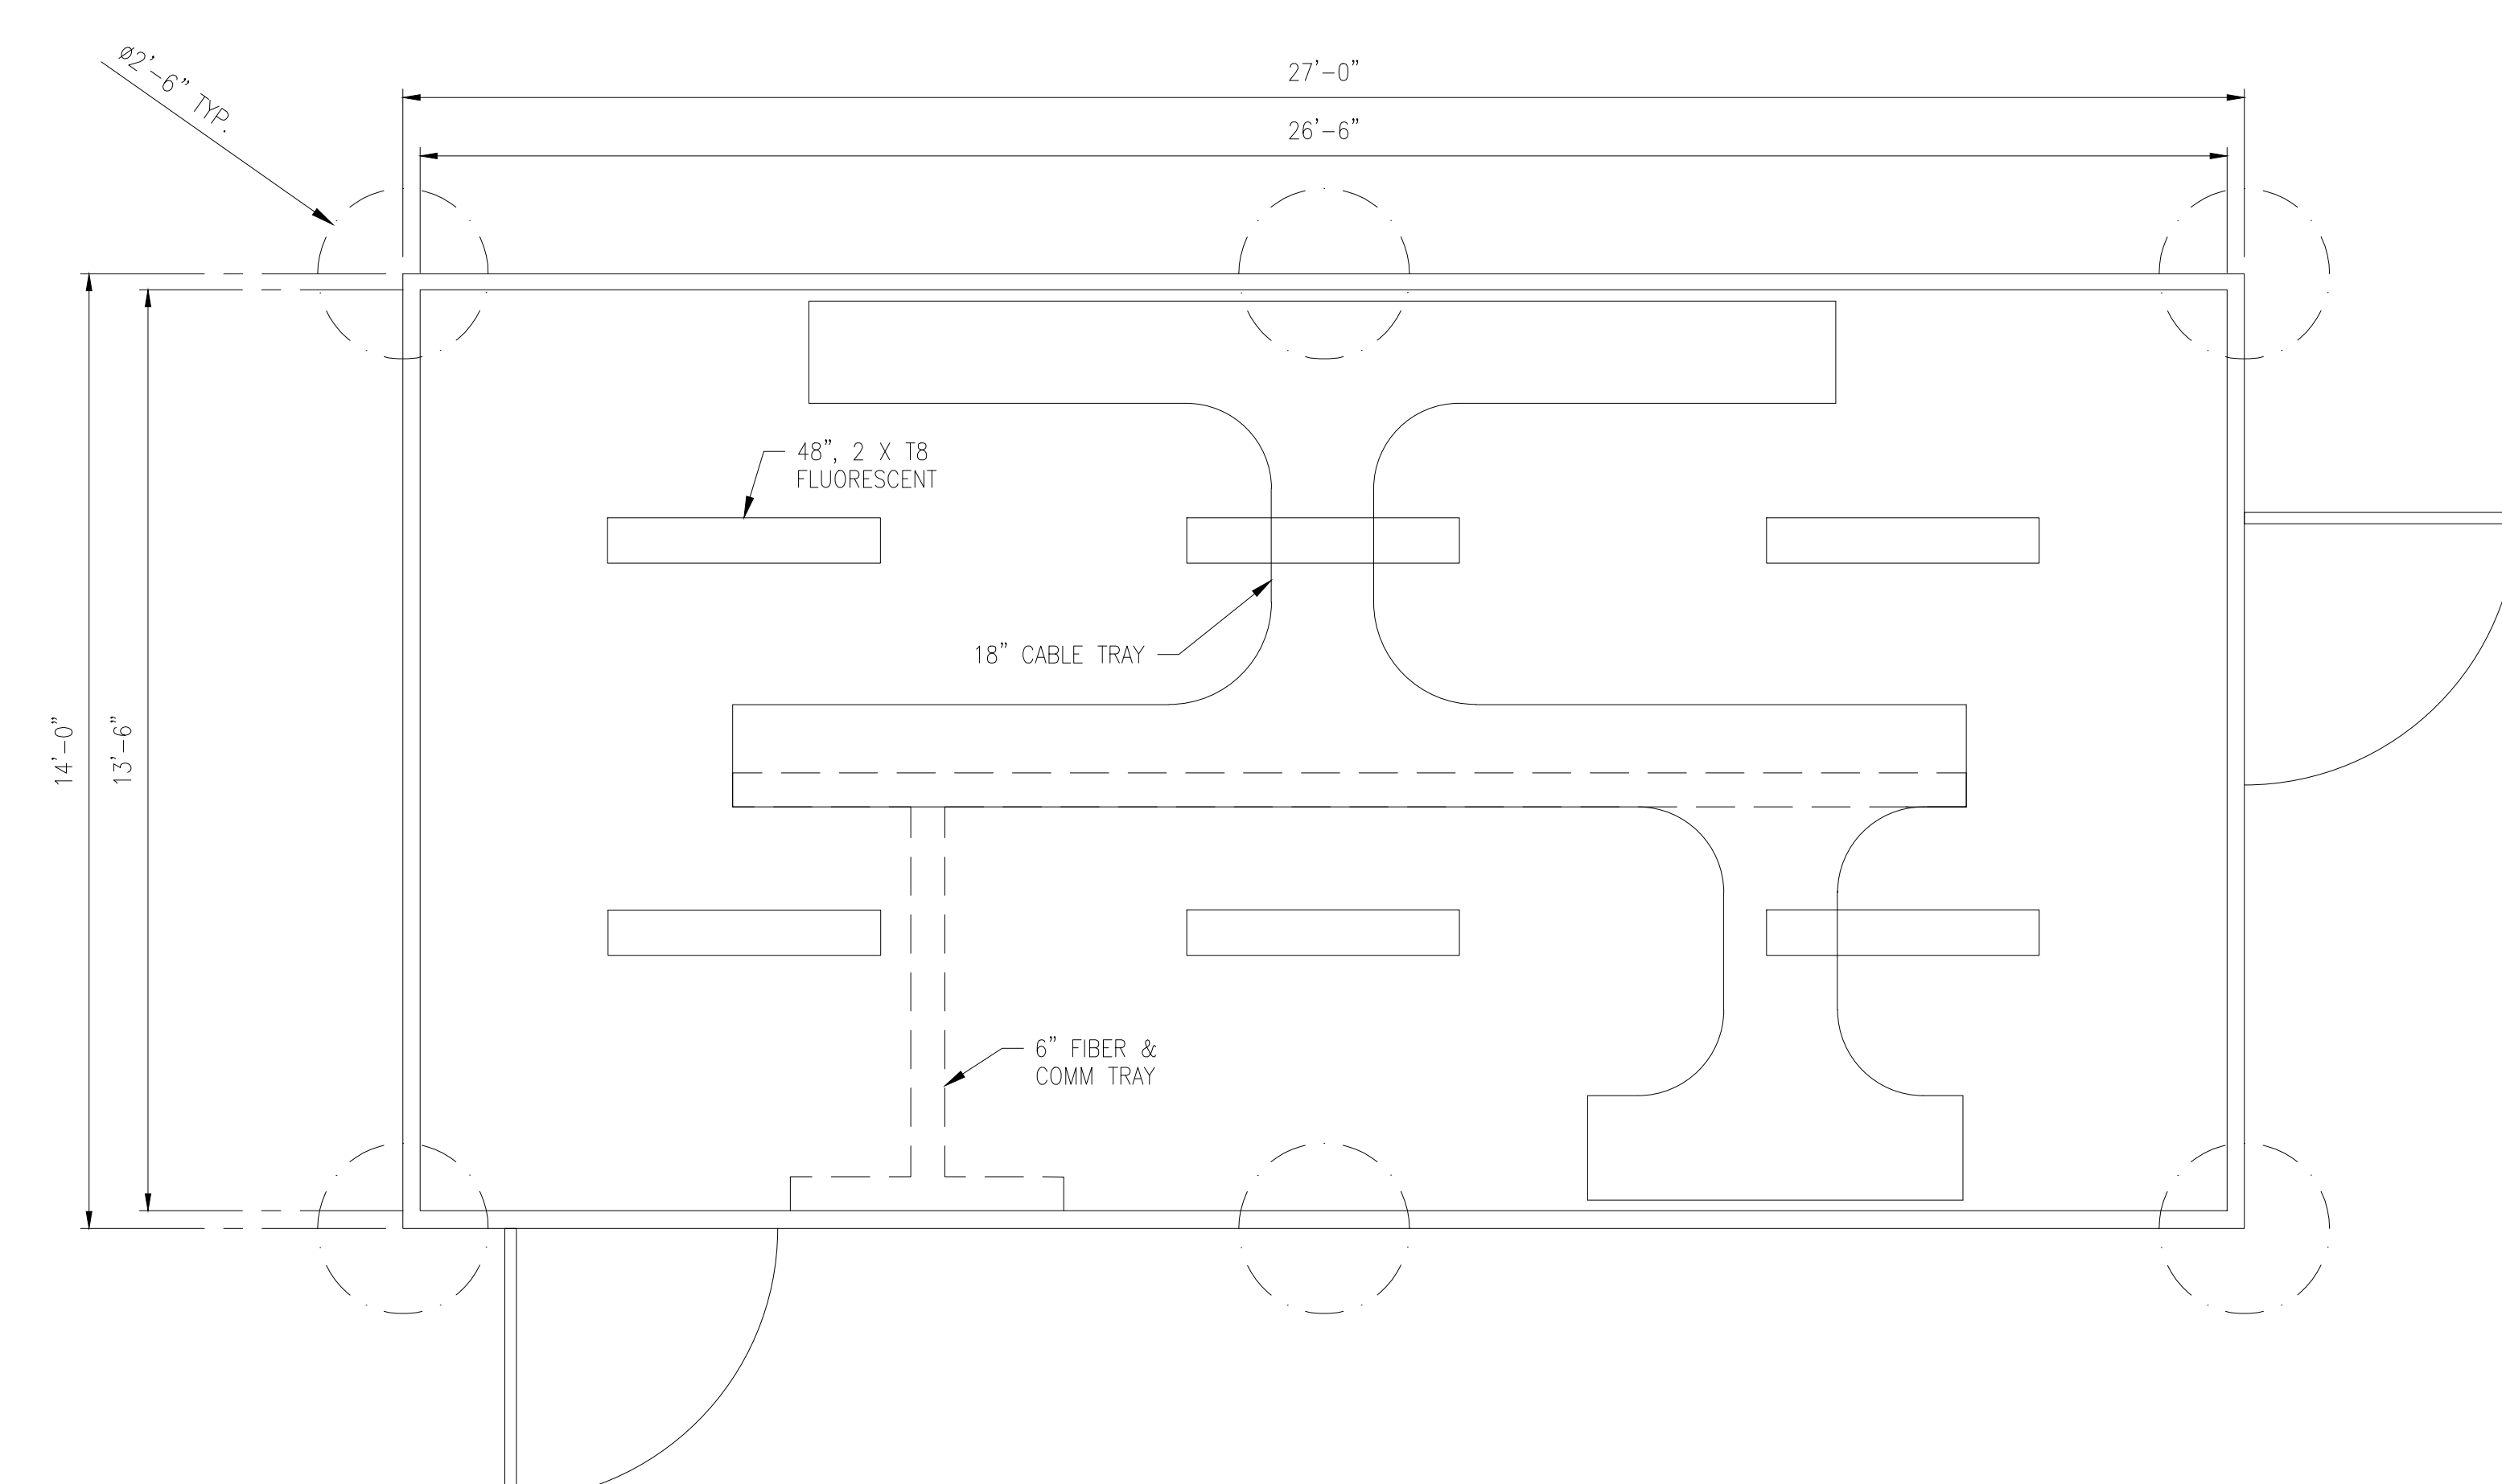 Ø2'-6" TYP.
27'-0"
26'-6"
48", 2 X T8
FLUORESCENT
18" CABLE TRAY
14'-0"
13'-6"
6" FIBER &
COMM TRAY